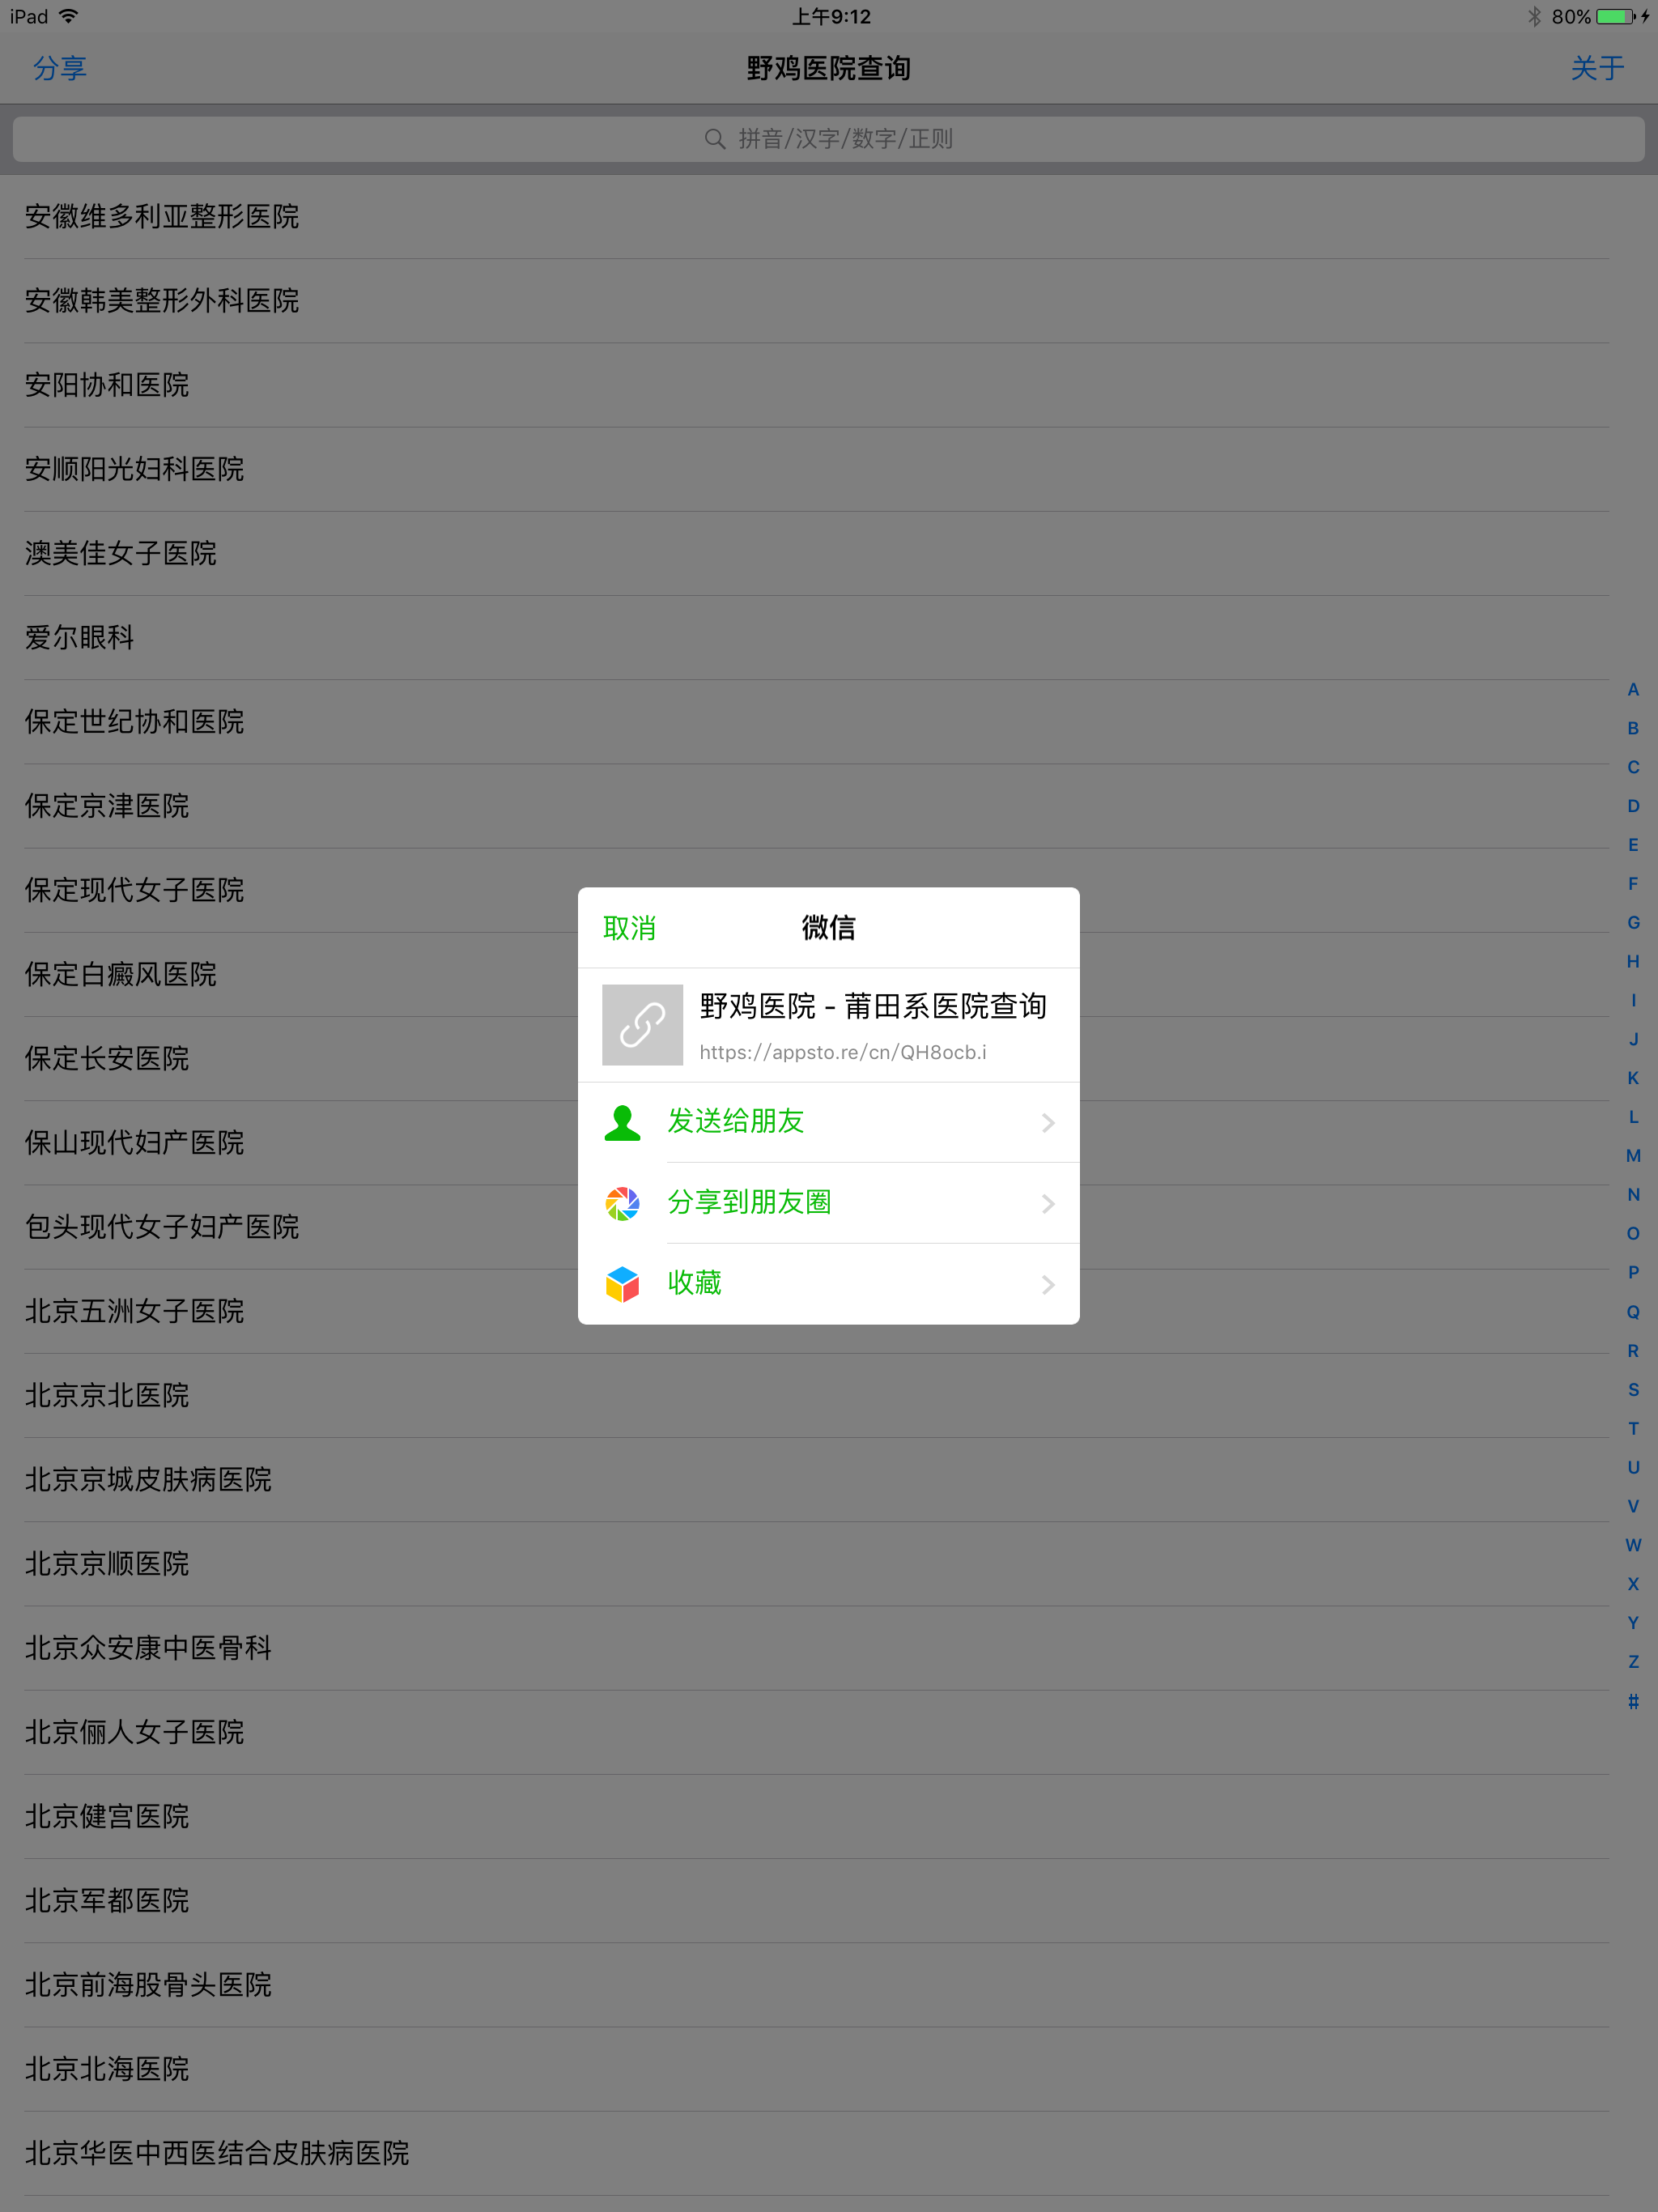 iPad 上午9:12 80%
分享 野鸡医院查询 关于
拼音/汉字/数字/正则
安徽维多利亚整形医院
安徽韩美整形外科医院
安阳协和医院
安顺阳光妇科医院
澳美佳女子医院
爱尔眼科
保定世纪协和医院
保定京津医院
保定现代女子医院
保定白癜风医院
保定长安医院
保山现代妇产医院
包头现代女子妇产医院
北京五洲女子医院
北京京北医院
北京京城皮肤病医院
北京京顺医院
北京众安康中医骨科
北京俪人女子医院
北京健宫医院
北京军都医院
北京前海股骨头医院
北京北海医院
北京华医中西医结合皮肤病医院
取消 微信
野鸡医院 - 莆田系医院查询
https://appsto.re/cn/QH8ocb.i
发送给朋友
分享到朋友圈
收藏
A
B
C
D
E
F
G
H
I
J
K
L
M
N
O
P
Q
R
S
T
U
V
W
X
Y
Z
#